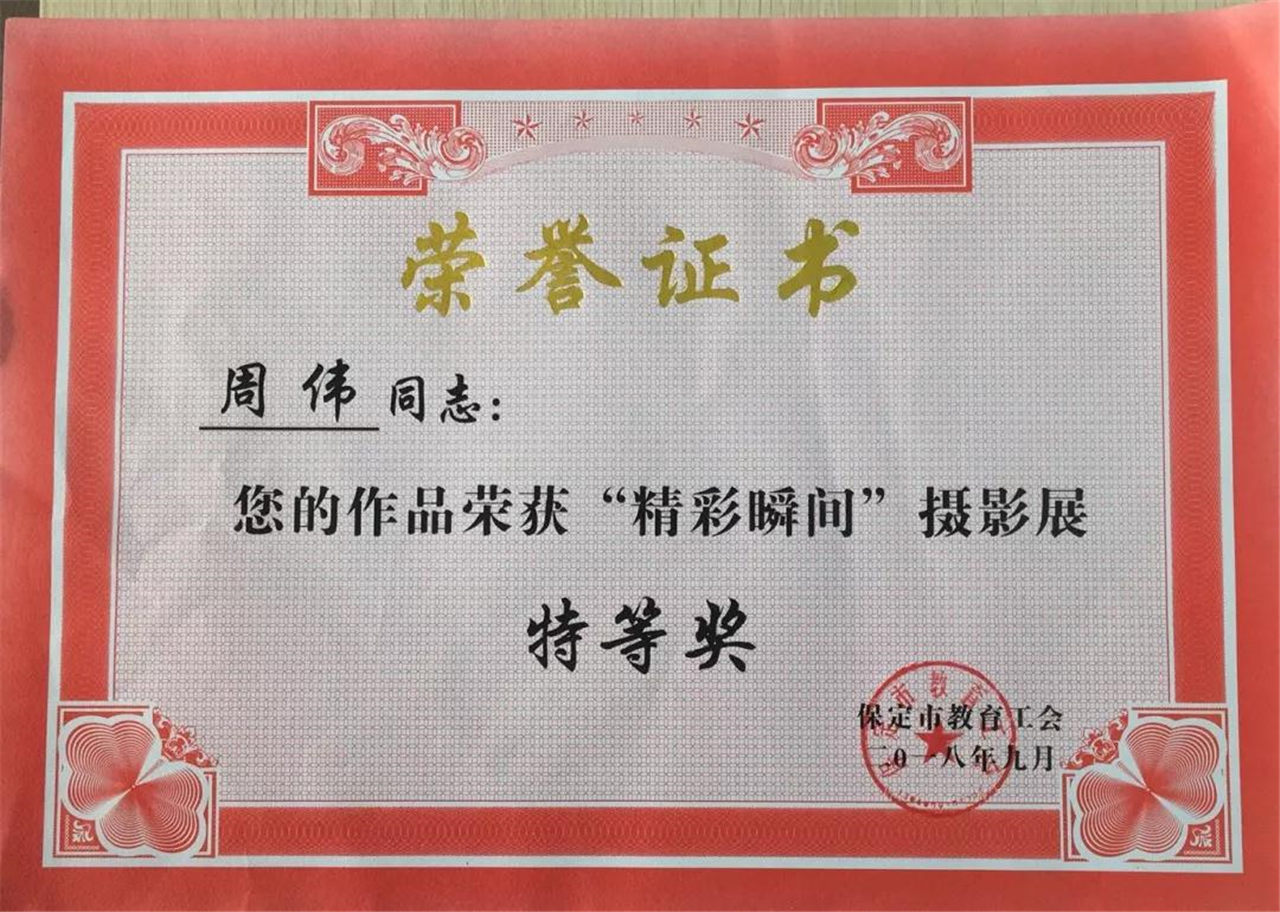 荣誉证书
周伟同志：
您的作品荣获“精彩瞬间”摄影展
特等奖
保定市教育工会
二〇一八年九月